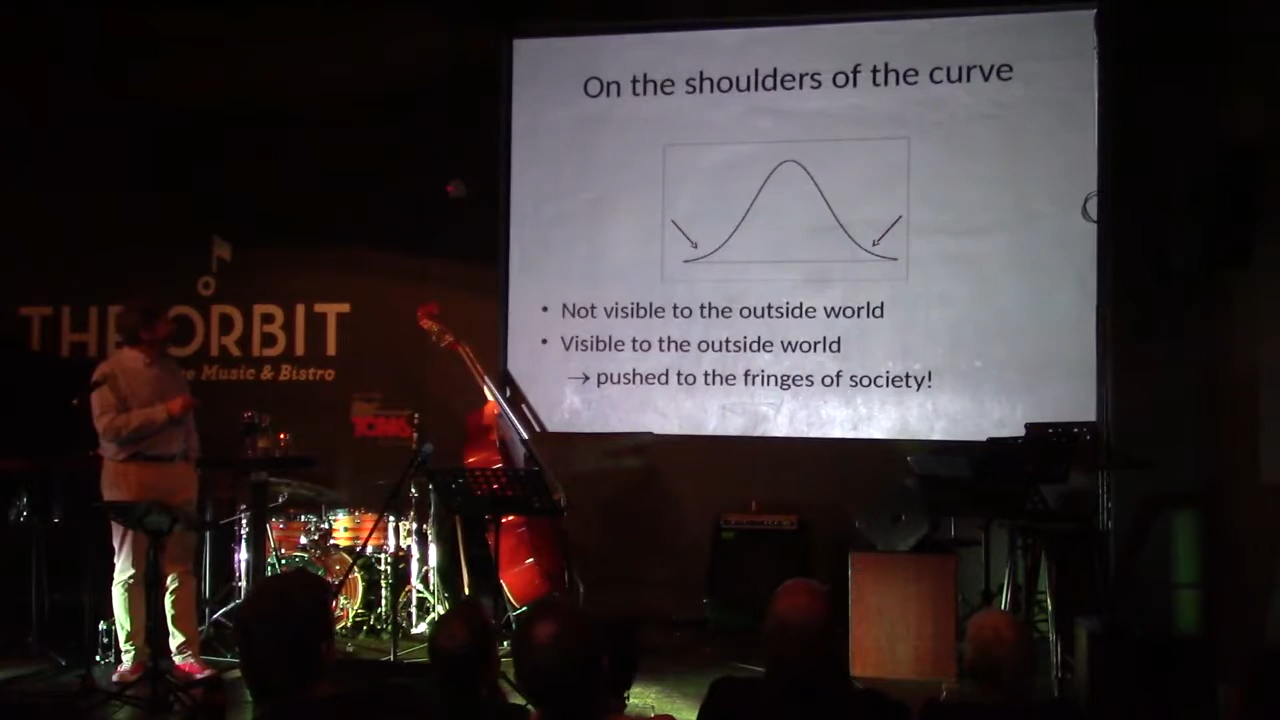 On the shoulders of the curve
• Not visible to the outside world
• Visible to the outside world
→ pushed to the fringes of society!
THE ORBIT
Music & Bistro
TOMS